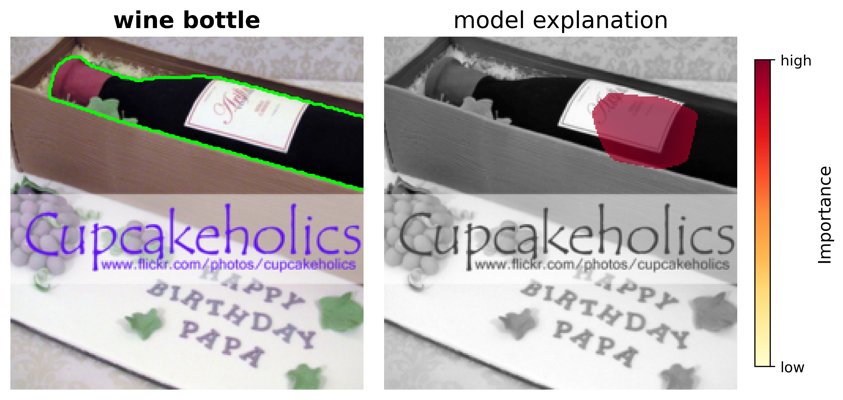 wine bottle
model explanation
high
Importance
low
Cupcakeholics
www.flickr.com/photos/cupcakeholics
HAPPY
BIRTHDAY
PAPA
Cupcakeholics
www.flickr.com/photos/cupcakeholics
HAPPY
BIRTHDAY
PAPA